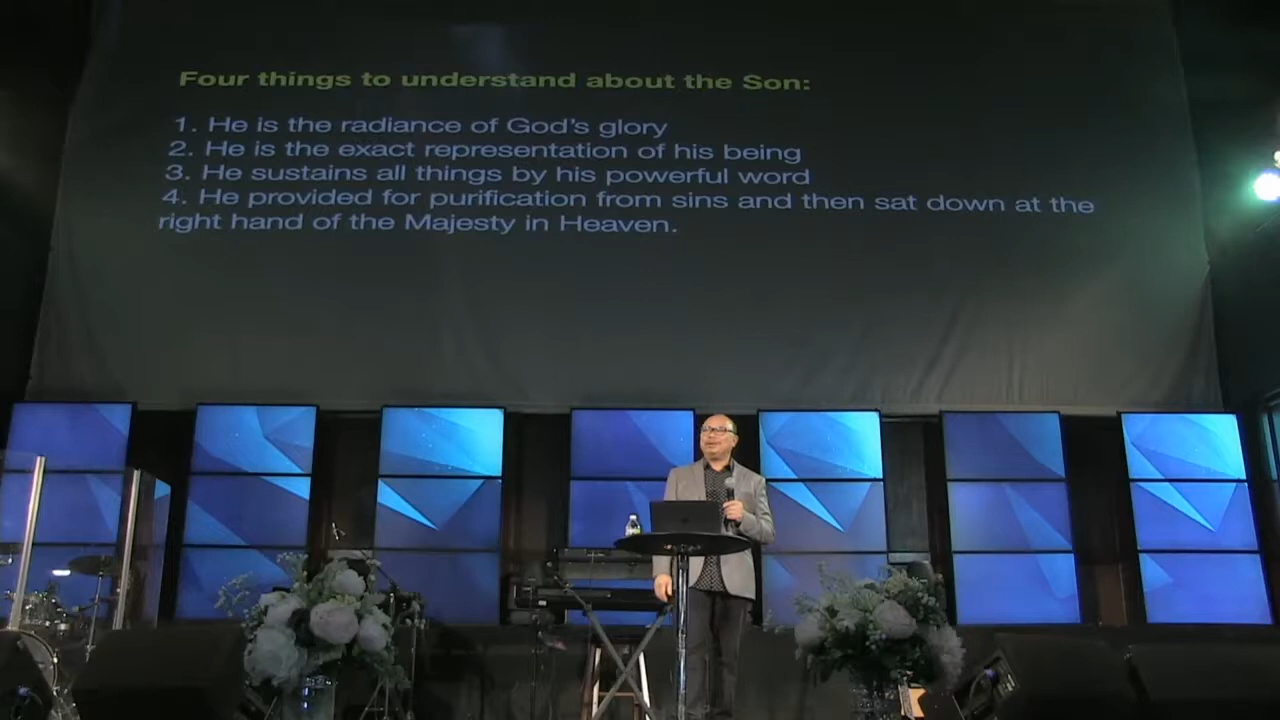 Four things to understand about the Son:
1. He is the radiance of God's glory
2. He is the exact representation of his being
3. He sustains all things by his powerful word
4. He provided for purification from sins and then sat down at the
right hand of the Majesty in Heaven.